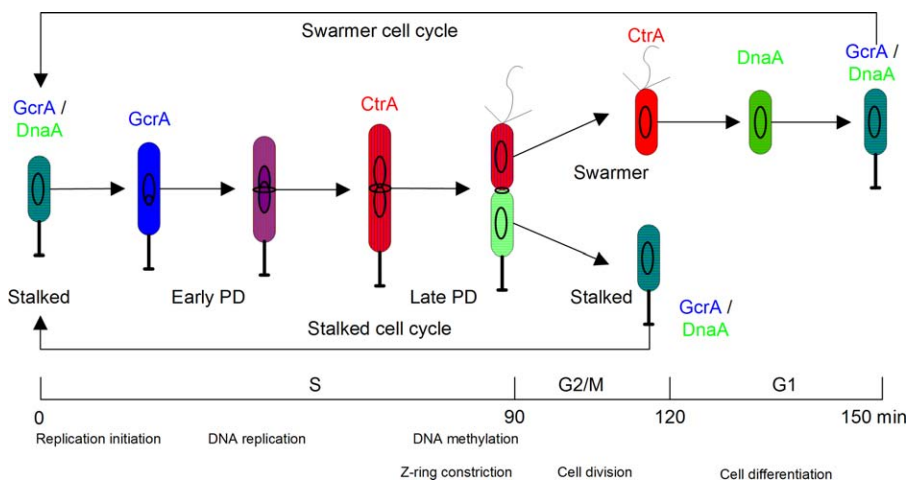 Swarmer cell cycle
CtrA
DnaA
GcrA /
DnaA
GcrA /
DnaA
GcrA
CtrA
Swarmer
Stalked
Early PD
Late PD
Stalked
GcrA /
DnaA
Stalked cell cycle
S
G2/M
G1
0
90
120
150 min
Replication initiation
DNA replication
DNA methylation
Z-ring constriction
Cell division
Cell differentiation